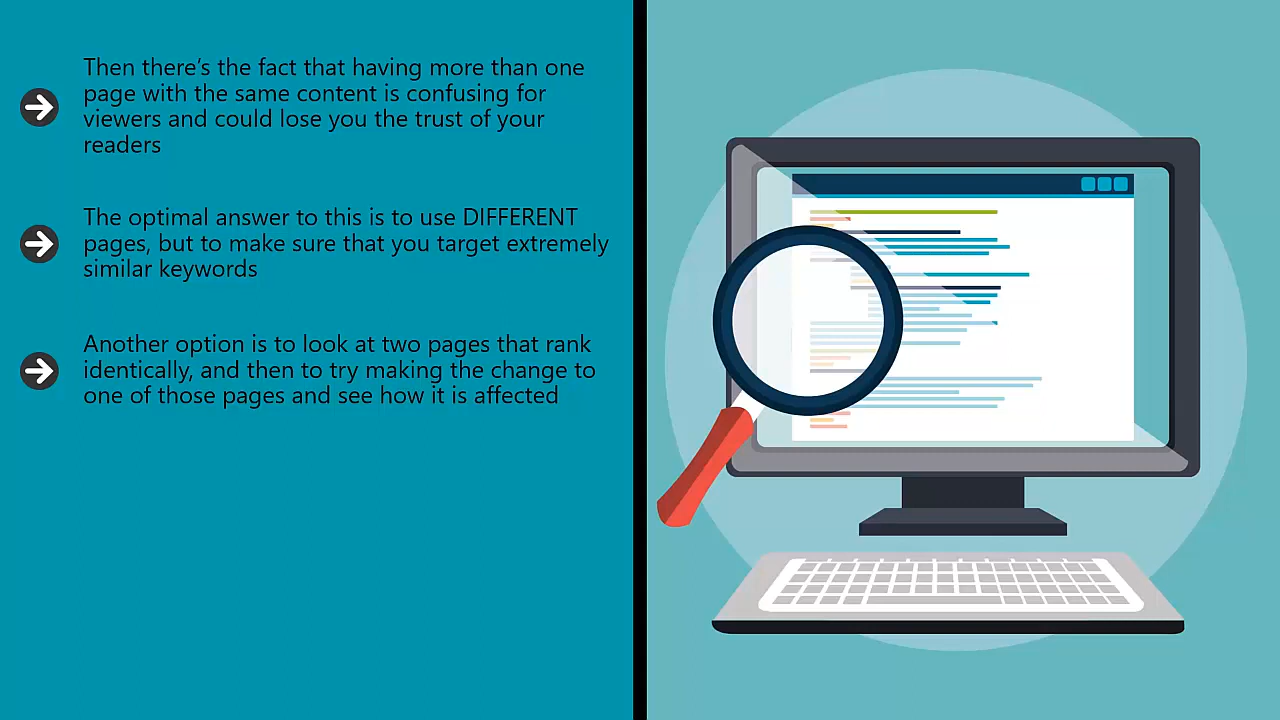 Then there’s the fact that having more than one
page with the same content is confusing for
viewers and could lose you the trust of your
readers
The optimal answer to this is to use DIFFERENT
pages, but to make sure that you target extremely
similar keywords
Another option is to look at two pages that rank
identically, and then to try making the change to
one of those pages and see how it is affected